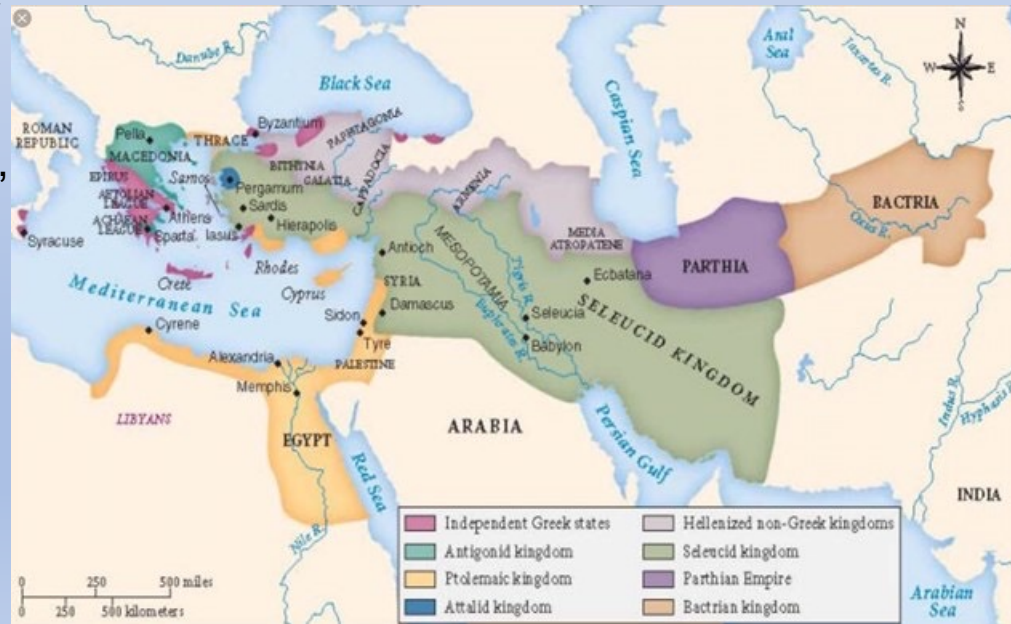 ,
Danube R.
Black Sea
Caspian Sea
Aral
Sea
Jaxartes R.
N
W
E
S
ROMAN
REPUBLIC
Pella
MACEDONIA
THRACE
Byzantium
PAPHTAGONIA
BITHYNIA
GALATIA
CAPPADOCIA
ARMENIA
MEDIA
ATROPATENE
PARTHIA
BACTRIA
Oxus R.
EPIRUS
AETOLIAN
LEAGUE
ACHAEAN
LEAGUE
Samos
Pergamum
Sardis
Hierapolis
Athens
Sparta
Iasus
Syracuse
Rhodes
Crete
Cyprus
Mediterranean Sea
Antioch
SYRIA
Damascus
Sidon
Tyre
PALESTINE
MESOPOTAMIA
Tigris R.
Euphrates R.
Seleucia
Babylon
Ecbatana
SELEUCID KINGDOM
Cyrene
Alexandria
Memphis
LIBYANS
EGYPT
Nile R.
Red Sea
ARABIA
Persian Gulf
Indus R.
Hyphasis R.
INDIA
Arabian
Sea
0 250 500 miles
0 250 500 kilometers
Independent Greek states
Antigonid kingdom
Ptolemaic kingdom
Attalid kingdom
Hellenized non-Greek kingdoms
Seleucid kingdom
Parthian Empire
Bactrian kingdom